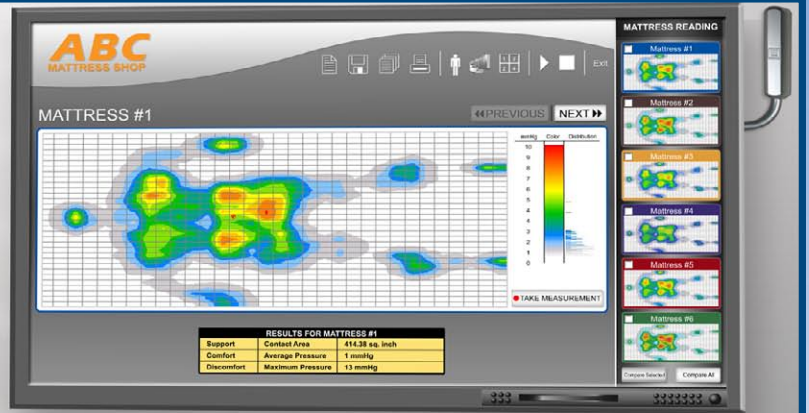 ABC
MATTRESS SHOP
Exit
MATTRESS #1
PREVIOUS
NEXT
mmHg Color Distribution
10
9
8
7
6
5
4
3
2
1
0
TAKE MEASUREMENT
RESULTS FOR MATTRESS #1
Support Contact Area 414.38 sq. inch
Comfort Average Pressure 1 mmHg
Discomfort Maximum Pressure 13 mmHg
MATTRESS READING
Mattress #1
Mattress #2
Mattress #3
Mattress #4
Mattress #5
Mattress #6
Compare Selected Compare All